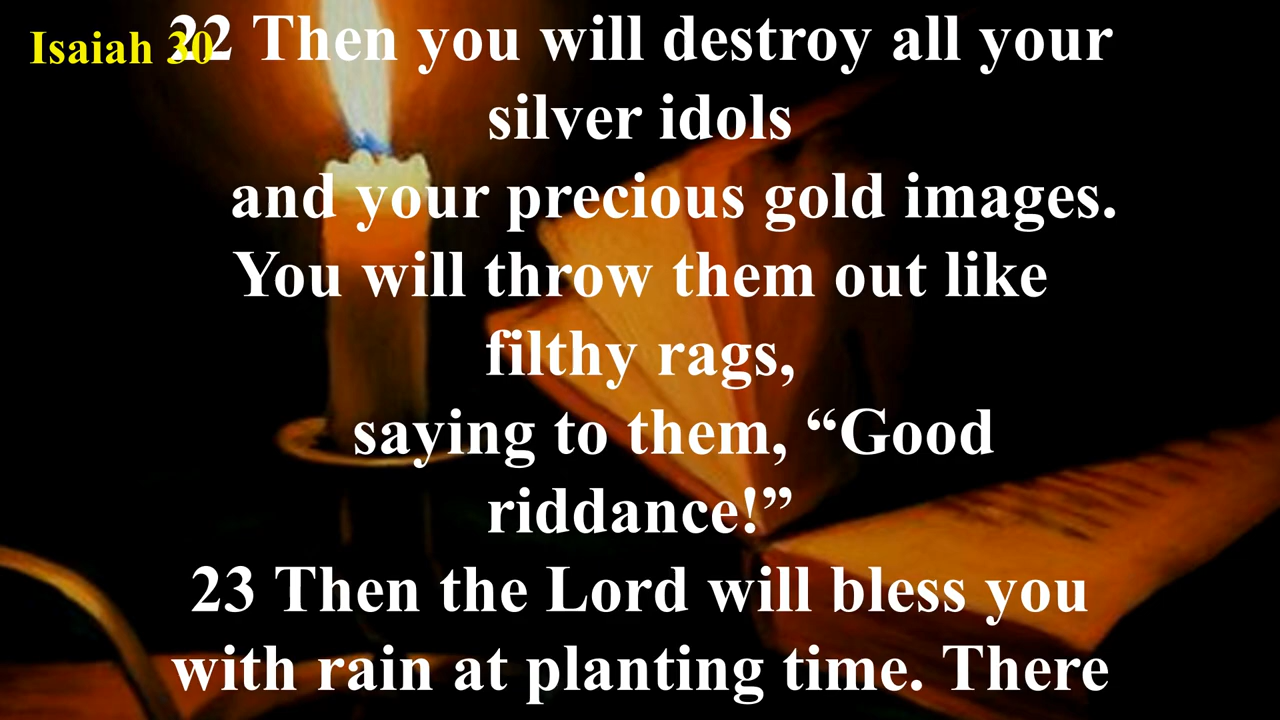 Isaiah 30
22 Then you will destroy all your
silver idols
and your precious gold images.
You will throw them out like
filthy rags,
saying to them, “Good
riddance!”
23 Then the Lord will bless you
with rain at planting time. There